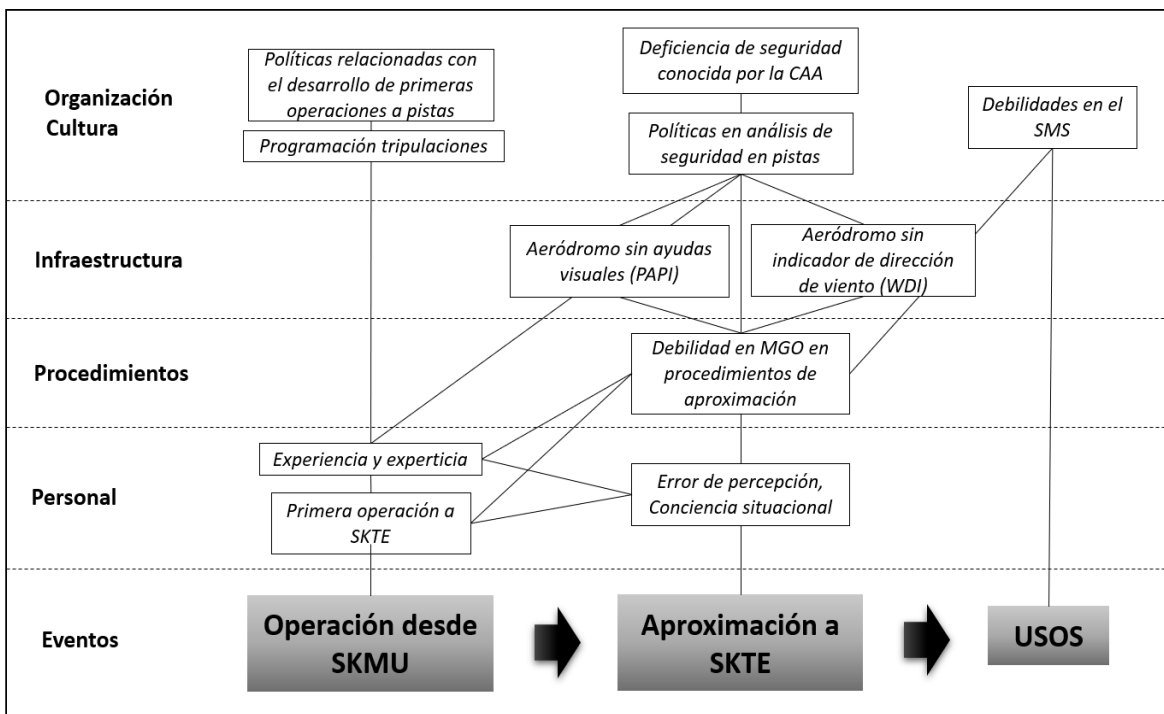 Organización
Cultura
Políticas relacionadas con
el desarrollo de primeras
operaciones a pistas
Programación tripulaciones
Deficiencia de seguridad
conocida por la CAA
Políticas en análisis de
seguridad en pistas
Debilidades en el
SMS
Infraestructura
Aeródromo sin ayudas
visuales (PAPI)
Aeródromo sin
indicador de dirección
de viento (WDI)
Procedimientos
Debilidad en MGO en
procedimientos de
aproximación
Personal
Experiencia y experticia
Primera operación a
SKTE
Error de percepción,
Conciencia situacional
Eventos
Operación desde
SKMU
Aproximación a
SKTE
USOS